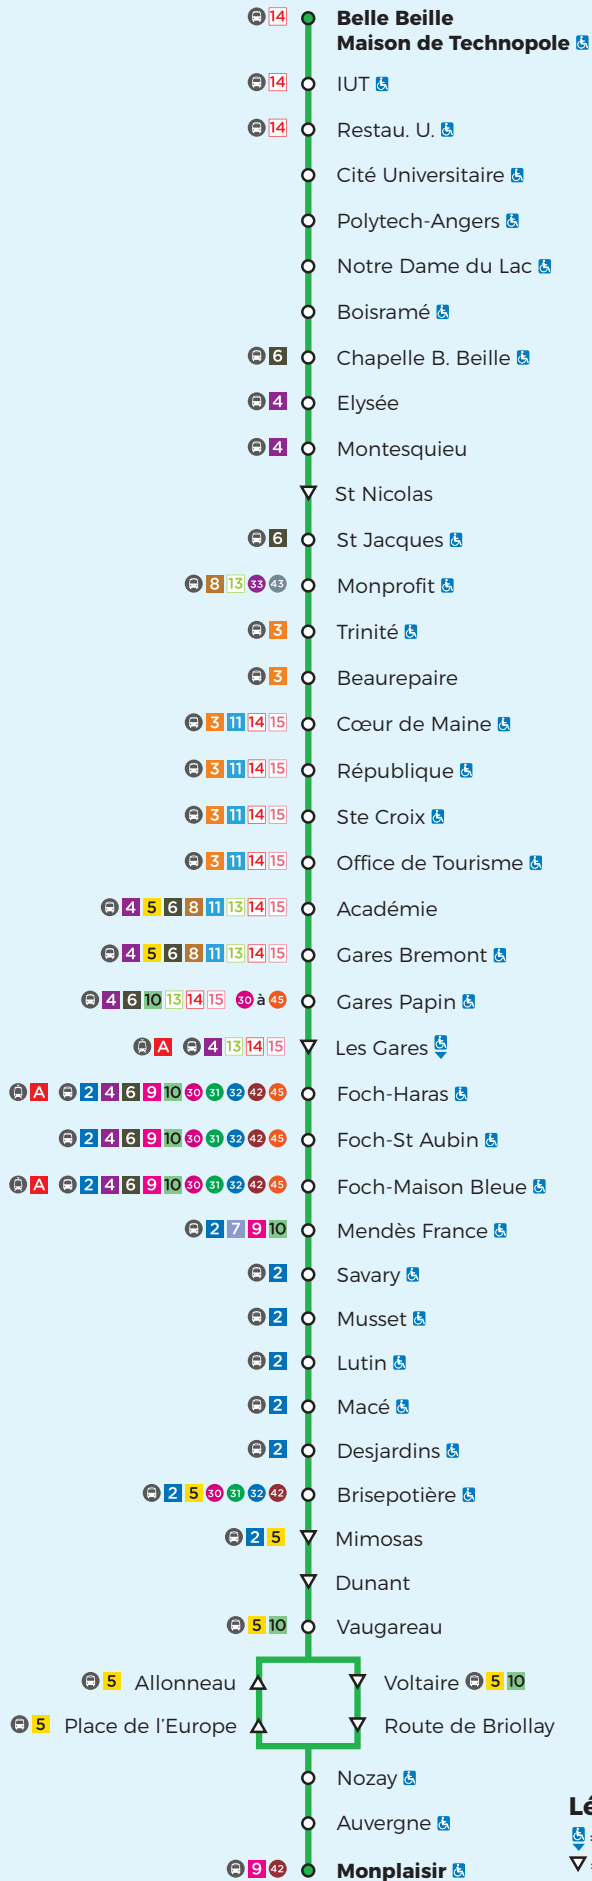 14 Belle Beille
Maison de Technopole
14 IUT
14 Restau. U.
Cité Universitaire
Polytech-Angers
Notre Dame du Lac
Boisramé
6 Chapelle B. Beille
4 Elysée
4 Montesquieu
St Nicolas
6 St Jacques
8 13 33 43 Monprofit
3 Trinité
3 Beaurepaire
3 11 14 15 Cœur de Maine
3 11 14 15 République
3 11 14 15 Ste Croix
3 11 14 15 Office de Tourisme
4 5 6 8 11 13 14 15 Académie
4 5 6 8 11 13 14 15 Gares Bremont
4 6 10 13 14 15 30 à 45 Gares Papin
A 4 13 14 15 Les Gares
A 2 4 6 9 10 30 31 32 42 45 Foch-Haras
2 4 6 9 10 30 31 32 42 45 Foch-St Aubin
A 2 4 6 9 10 30 31 32 42 45 Foch-Maison Bleue
2 7 9 10 Mendès France
2 Savary
2 Musset
2 Lutin
2 Macé
2 Desjardins
2 5 30 31 32 42 Brisepotière
2 5 Mimosas
Dunant
5 10 Vaugareau
5 Allonneau Voltaire 5 10
5 Place de l'Europe Route de Briollay
Nozay
Auvergne
Lé
=
9 42 Monplaisir
=